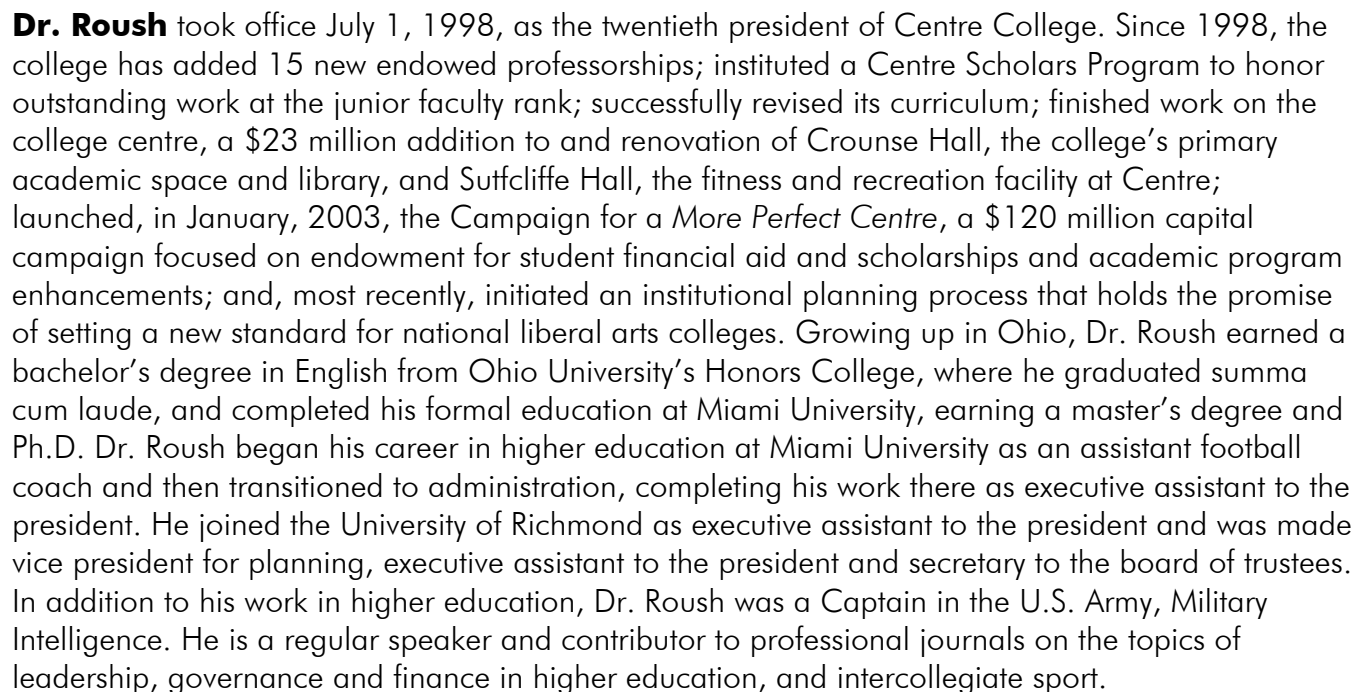 Dr. Roush took office July 1, 1998, as the twentieth president of Centre College. Since 1998, the
college has added 15 new endowed professorships; instituted a Centre Scholars Program to honor
outstanding work at the junior faculty rank; successfully revised its curriculum; finished work on the
college centre, a $23 million addition to and renovation of Crounse Hall, the college’s primary
academic space and library, and Sutfcliffe Hall, the fitness and recreation facility at Centre;
launched, in January, 2003, the Campaign for a More Perfect Centre, a $120 million capital
campaign focused on endowment for student financial aid and scholarships and academic program
enhancements; and, most recently, initiated an institutional planning process that holds the promise
of setting a new standard for national liberal arts colleges. Growing up in Ohio, Dr. Roush earned a
bachelor’s degree in English from Ohio University’s Honors College, where he graduated summa
cum laude, and completed his formal education at Miami University, earning a master’s degree and
Ph.D. Dr. Roush began his career in higher education at Miami University as an assistant football
coach and then transitioned to administration, completing his work there as executive assistant to the
president. He joined the University of Richmond as executive assistant to the president and was made
vice president for planning, executive assistant to the president and secretary to the board of trustees.
In addition to his work in higher education, Dr. Roush was a Captain in the U.S. Army, Military
Intelligence. He is a regular speaker and contributor to professional journals on the topics of
leadership, governance and finance in higher education, and intercollegiate sport.